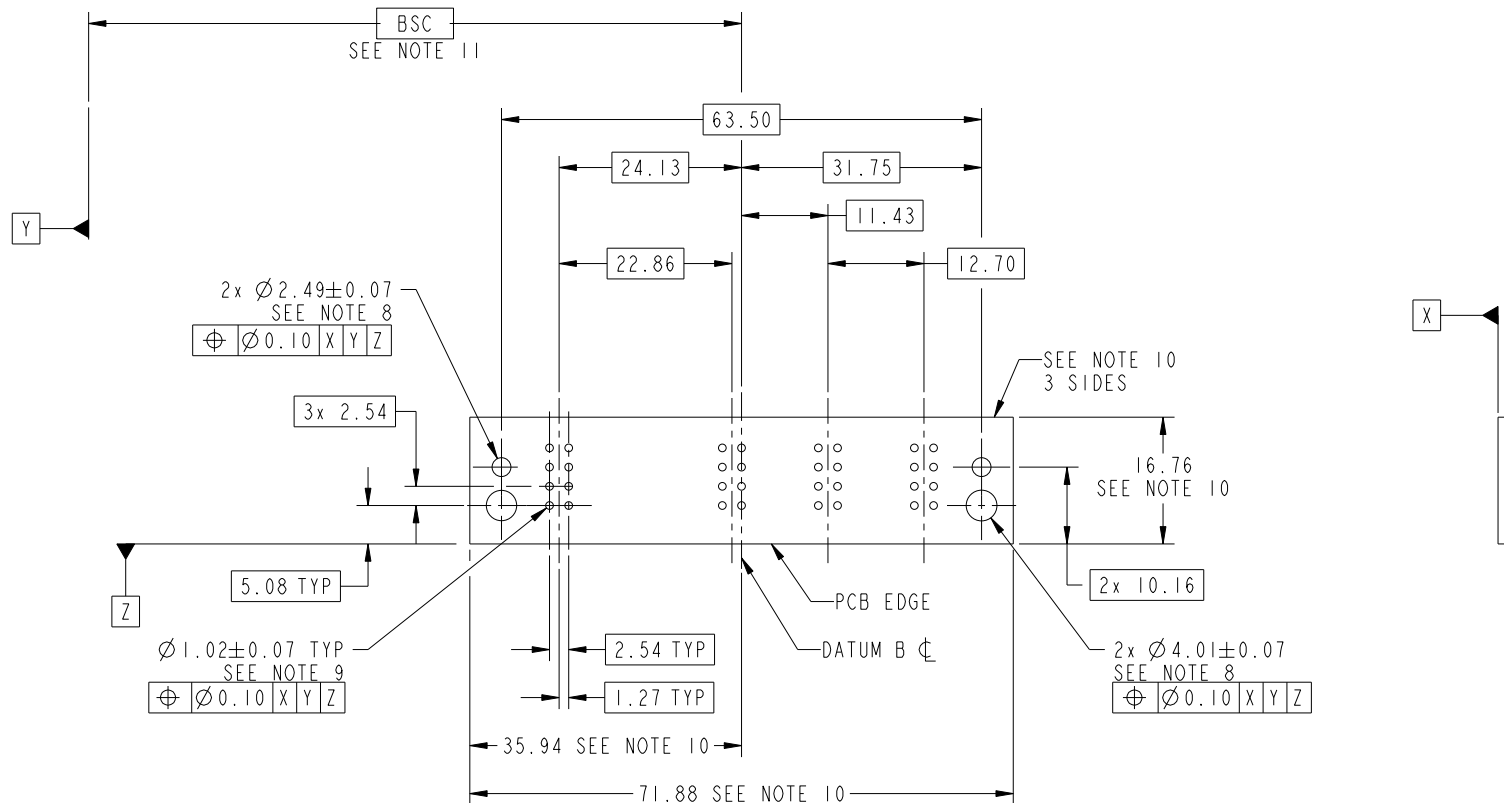 BSC
SEE NOTE 11
63.50
24.13
31.75
11.43
Y
22.86
12.70
2x Ø2.49±0.07
SEE NOTE 8
⌖ Ø0.10 X Y Z
X
SEE NOTE 10
3 SIDES
3x 2.54
16.76
SEE NOTE 10
5.08 TYP
2x 10.16
Z
PCB EDGE
Ø1.02±0.07 TYP
SEE NOTE 9
⌖ Ø0.10 X Y Z
2.54 TYP
DATUM B ℄
2x Ø4.01±0.07
SEE NOTE 8
⌖ Ø0.10 X Y Z
1.27 TYP
35.94 SEE NOTE 10
71.88 SEE NOTE 10